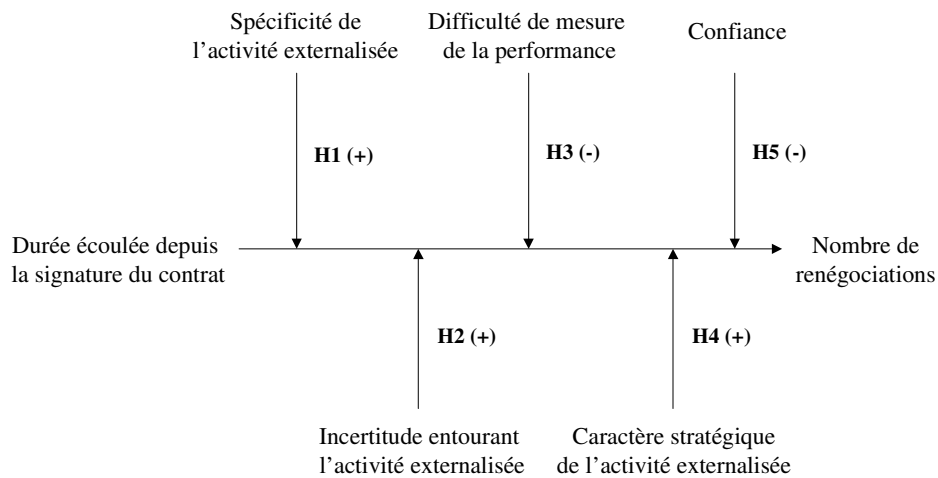 Spécificité de
l'activité externalisée
Difficulté de mesure
de la performance
Confiance
H1 (+)
H3 (-)
H5 (-)
Durée écoulée depuis
la signature du contrat
Nombre de
renégociations
H2 (+)
H4 (+)
Incertitude entourant
l'activité externalisée
Caractère stratégique
de l'activité externalisée